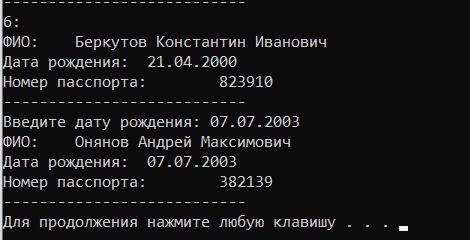 ---------------------------
6:
ФИО:    Беркутов Константин Иванович
Дата рождения:  21.04.2000
Номер паспорта:        823910
---------------------------
Введите дату рождения: 07.07.2003
ФИО:    Онянов Андрей Максимович
Дата рождения:  07.07.2003
Номер паспорта:        382139
---------------------------
Для продолжения нажмите любую клавишу . . .